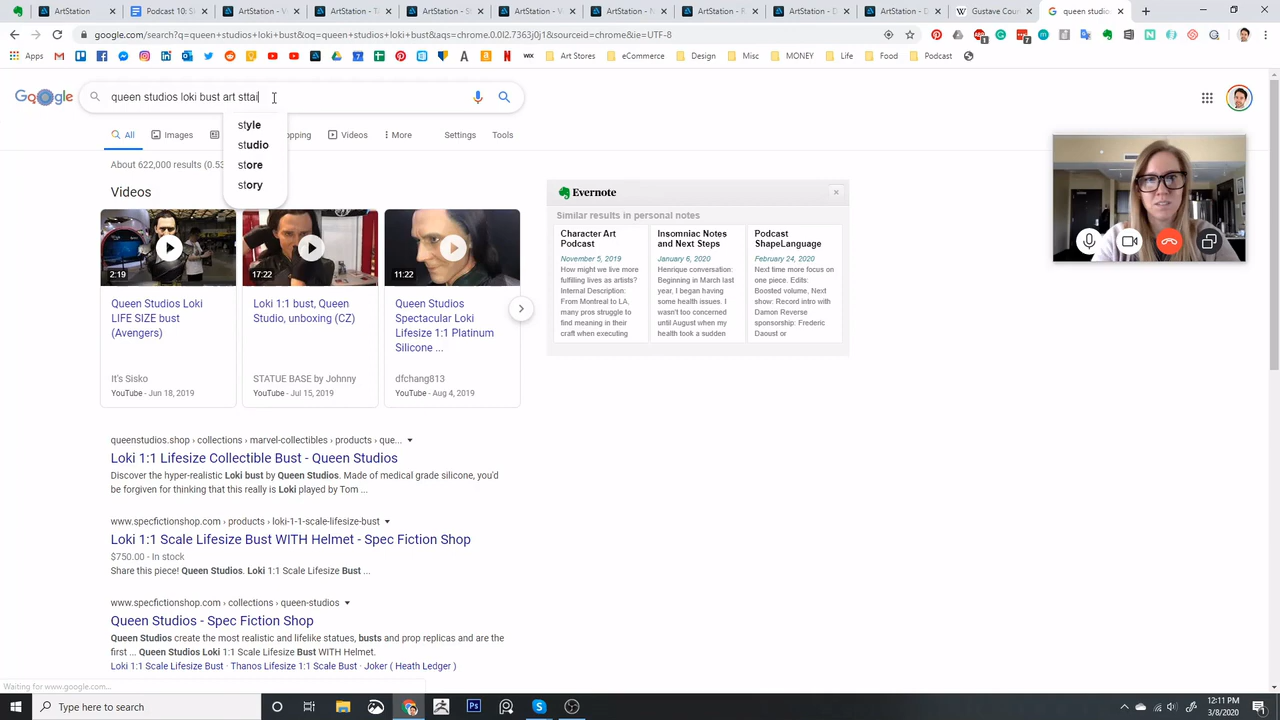 ArtStation
Podcast 10: S
ArtStation - V
ArtStation - Ta
ArtStation - S
ArtStation - V
ArtStation - A
ArtStation - R
ArtStation - D
ArtStation - D
Gustave Cour
queen studio
google.com/search?q=queen+studios+loki+bust&oq=queen+studios+loki+bust&aqs=chrome.0.0l2.7363j0j1&sourceid=chrome&ie=UTF-8
Apps
WIX
Art Stores
eCommerce
Design
Misc
MONEY
Life
Podcast
Google
queen studios loki bust art sttai
style
studio
store
story
All
Images
opping
Videos
More
Settings
Tools
About 622,000 results (0.53
Videos
2:19
17:22
11:22
Queen Studios Loki
LIFE SIZE bust
(Avengers)
It's Sisko
YouTube - Jun 18, 2019
Loki 1:1 bust, Queen
Studio, unboxing (CZ)
STATUE BASE by Johnny
YouTube - Jul 15, 2019
Queen Studios
Spectacular Loki
Lifesize 1:1 Platinum
Silicone ...
dfchang813
YouTube - Aug 4, 2019
Evernote
Similar results in personal notes
Character Art
Podcast
November 5, 2019
How might we live more
fulfilling lives as artists?
Internal Description:
From Montreal to LA,
many pros struggle to
find meaning in their
craft when executing
Insomniac Notes
and Next Steps
January 6, 2020
Henrique conversation:
Beginning in March last
year, I began having
some health issues. I
wasn't too concerned
until August when my
health took a sudden
Podcast
ShapeLanguage
February 24, 2020
Next time more focus on
one piece. Edits:
Boosted volume, Next
show: Record intro with
Damon Reverse
sponsorship: Frederic
Daoust or
queenstudios.shop › collections › marvel-collectibles › products › que...
Loki 1:1 Lifesize Collectible Bust - Queen Studios
Discover the hyper-realistic Loki bust by Queen Studios. Made of medical grade silicone, you'd
be forgiven for thinking that this really is Loki played by Tom ...
www.specfictionshop.com › products › loki-1-1-scale-lifesize-bust
Loki 1:1 Scale Lifesize Bust WITH Helmet - Spec Fiction Shop
$750.00 - In stock
Share this piece! Queen Studios. Loki 1:1 Scale Lifesize Bust ...
www.specfictionshop.com › collections › queen-studios
Queen Studios - Spec Fiction Shop
Queen Studios create the most realistic and lifelike statues, busts and prop replicas and are the
first ... Queen Studios Loki 1:1 Scale Lifesize Bust WITH Helmet.
Loki 1:1 Scale Lifesize Bust · Thanos Lifesize 1:1 Scale Bust · Joker ( Heath Ledger )
Waiting for www.google.com...
Type here to search
12:11 PM
3/8/2020